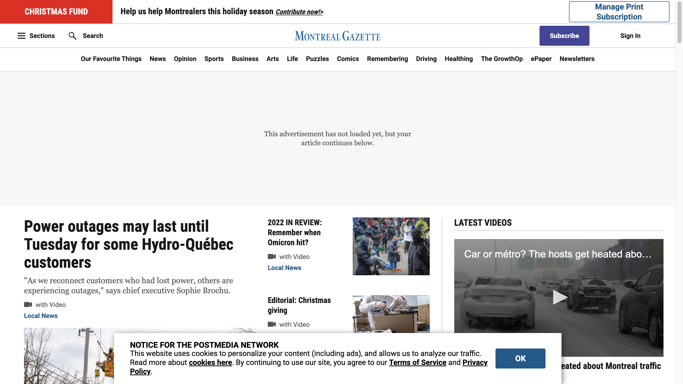 CHRISTMAS FUND
Help us help Montrealers this holiday season Contribute now!>
Manage Print
Subscription
Sections
Search
MONTREAL GAZETTE
Subscribe
Sign In
Our Favourite Things News Opinion Sports Business Arts Life Puzzles Comics Remembering Driving Healthing The GrowthOp ePaper Newsletters
This advertisement has not loaded yet, but your
article continues below.
Power outages may last until
Tuesday for some Hydro-Québec
customers
"As we reconnect customers who had lost power, others are
experiencing outages," says chief executive Sophie Brochu.
with Video
Local News
2022 IN REVIEW:
Remember when
Omicron hit?
with Video
Local News
Editorial: Christmas
giving
with Video
LATEST VIDEOS
Car or métro? The hosts get heated abo...
eated about Montreal traffic
NOTICE FOR THE POSTMEDIA NETWORK
This website uses cookies to personalize your content (including ads), and allows us to analyze our traffic.
Read more about cookies here. By continuing to use our site, you agree to our Terms of Service and Privacy
Policy.
OK